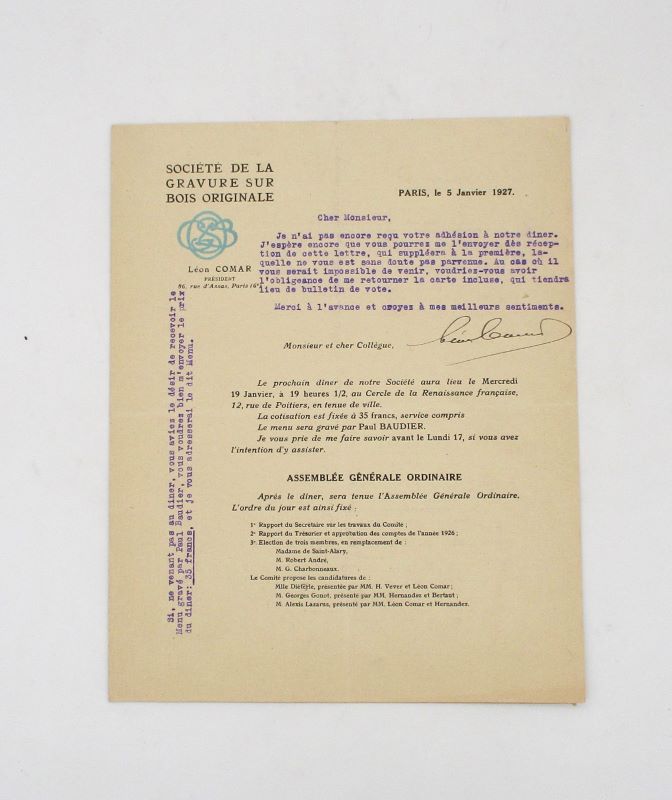 SOCIÉTÉ DE LA
GRAVURE SUR
BOIS ORIGINALE
Léon COMAR
PRÉSIDENT
86, rue d'Assas, Paris (6e)
PARIS, le 5 Janvier 1927.
Cher Monsieur,
Je n'ai pas encore reçu votre adhésion à notre diner.
J'espère encore que vous pourrez me l'envoyer dès récep-
tion de cette lettre, qui suppléera à la première, la-
quelle ne vous est sans doute pas parvenue. Au cas où il
vous serait impossible de venir, voudriez-vous avoir
l'obligeance de me retourner la carte incluse, qui tiendra
lieu de bulletin de vote.
Merci à l'avance et croyez à mes meilleurs sentiments.
Léon Comar
Monsieur et cher Collègue,
Le prochain diner de notre Société aura lieu le Mercredi
19 Janvier, à 19 heures 1/2, au Cercle de la Renaissance française,
12, rue de Poitiers, en tenue de ville.
La cotisation est fixée à 35 francs, service compris
Le menu sera gravé par Paul BAUDIER.
Je vous prie de me faire savoir avant le Lundi 17, si vous avez
l'intention d'y assister.
ASSEMBLÉE GÉNÉRALE ORDINAIRE
Après le diner, sera tenue l'Assemblée Générale Ordinaire.
L'ordre du jour est ainsi fixé :
1° Rapport du Secrétaire sur les travaux du Comité ;
2° Rapport du Trésorier et approbation des comptes de l'année 1926 ;
3° Election de trois membres, en remplacement de :
Madame de Saint-Alary,
M. Robert André,
M. G. Charbonneaux.
Le Comité propose les candidatures de :
Mlle Dieterle, présentée par MM. H. Vever et Léon Comar ;
M. Georges Gonot, présenté par MM. Hernandez et Bertaut ;
M. Alexis Lazarus, présenté par MM. Léon Comar et Hernandez.
Si, ne venant pas au diner, vous aviez le désir de recevoir le
Menu gravé par Paul Baudier, vous voudrez bien m'envoyer le prix
du diner: 35 francs, et je vous adresserai le dit Menu.